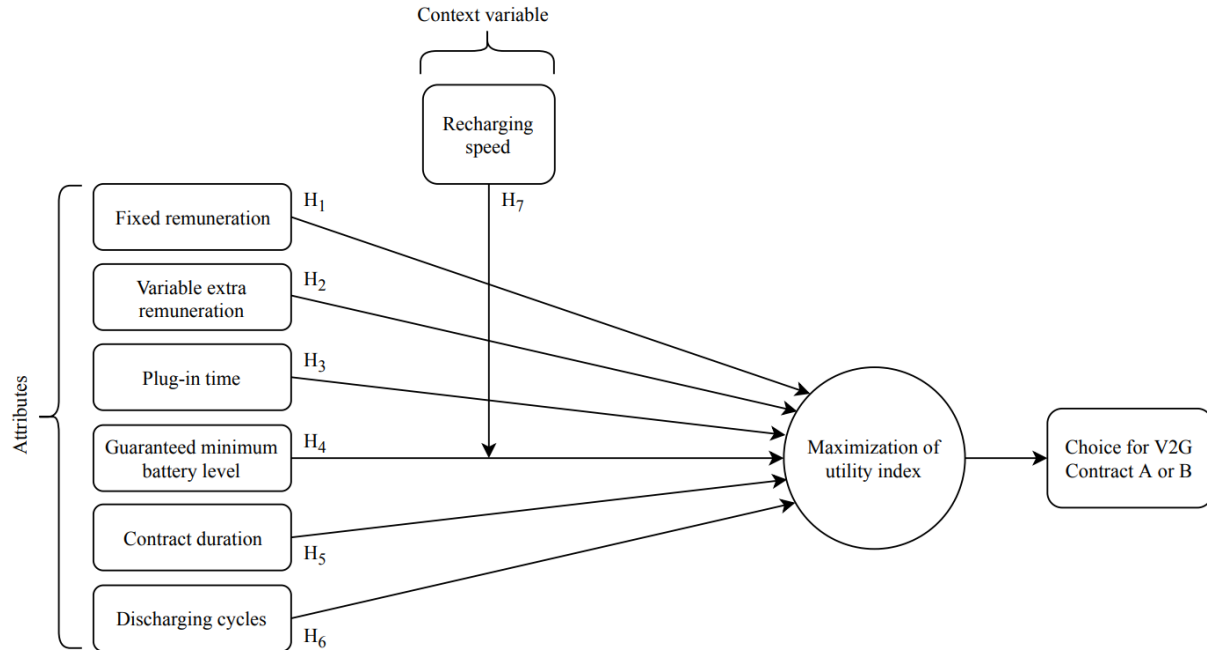 Context variable
Recharging
speed
H7
Attributes
Fixed remuneration
H1
Variable extra
remuneration
H2
Plug-in time
H3
Guaranteed minimum
battery level
H4
Contract duration
H5
Discharging cycles
H6
Maximization of
utility index
Choice for V2G
Contract A or B